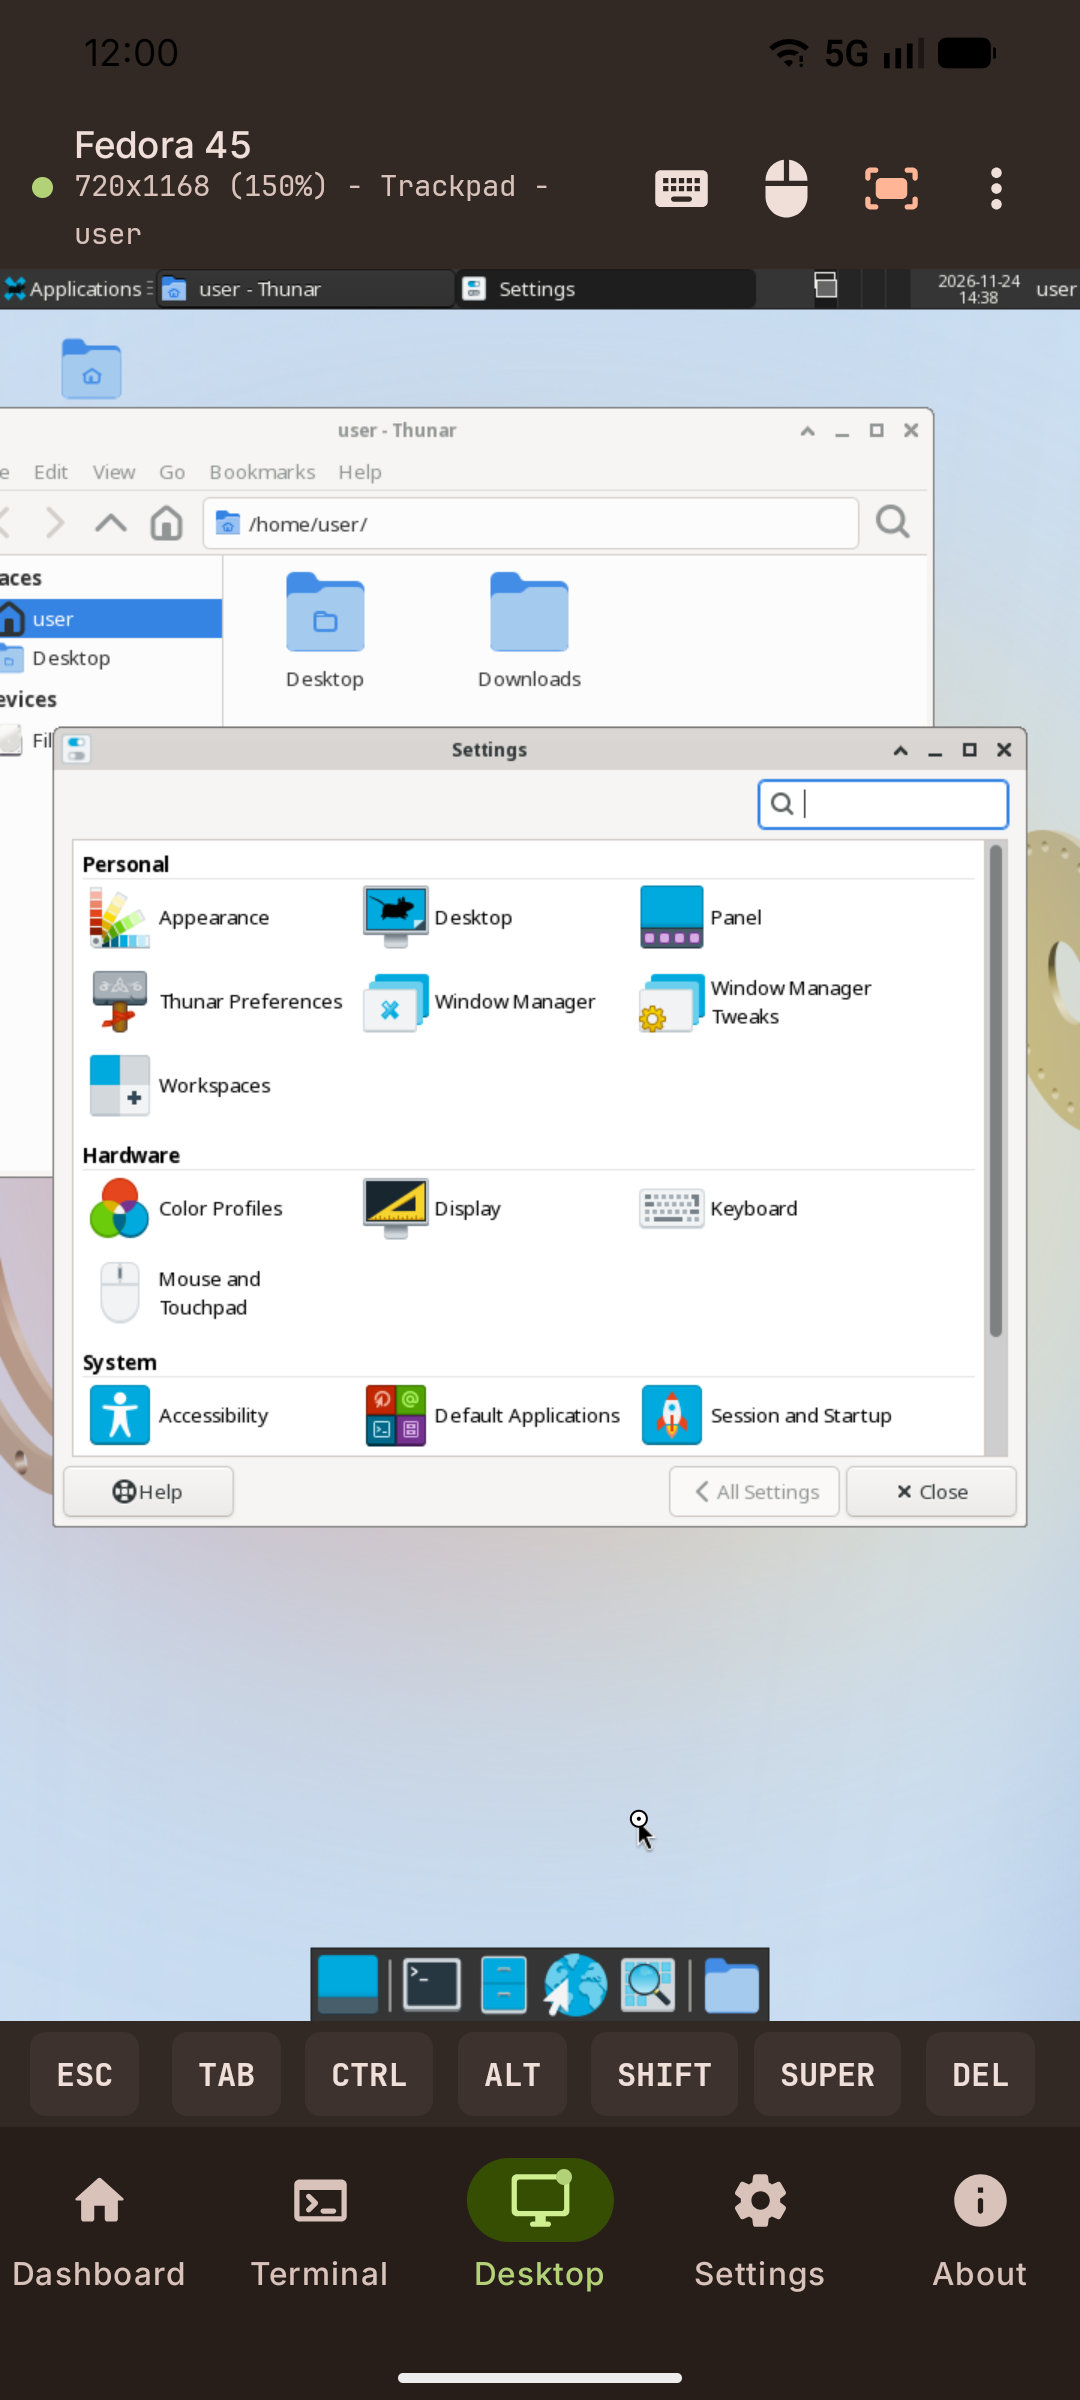 12:00
5G
Fedora 45
720x1168 (150%) - Trackpad -
user
Applications
user - Thunar
Settings
2026-11-24
14:38
user
user - Thunar
e Edit View Go Bookmarks Help
/home/user/
aces
user
Desktop
evices
Fil
Desktop
Downloads
Settings
Personal
Appearance
Desktop
Panel
Thunar Preferences
Window Manager
Window Manager
Tweaks
Workspaces
Hardware
Color Profiles
Display
Keyboard
Mouse and
Touchpad
System
Accessibility
Default Applications
Session and Startup
Help
All Settings
Close
ESC TAB CTRL ALT SHIFT SUPER DEL
Dashboard Terminal Desktop Settings About